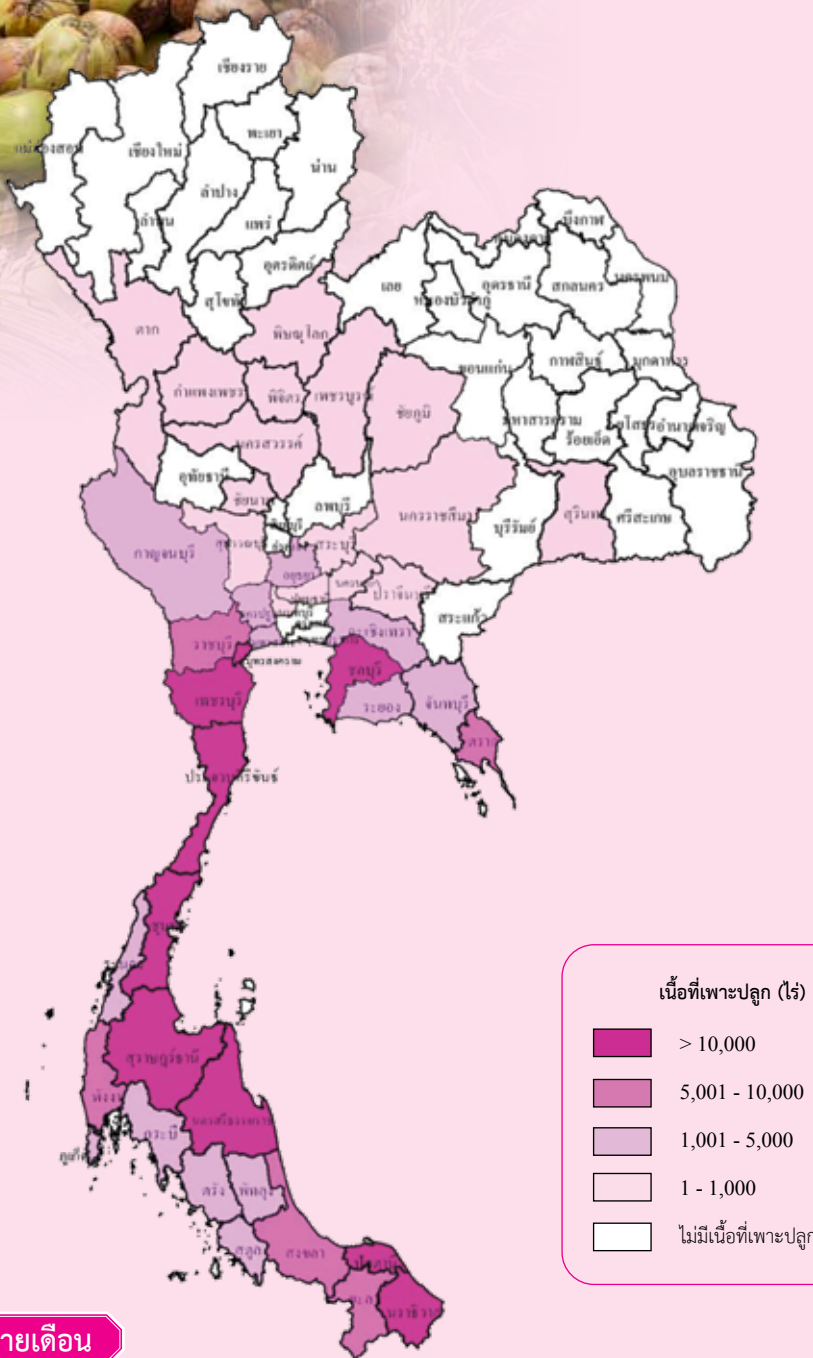 เชียงราย
พะเยา
เชียงใหม่
น่าน
ลำปาง
แพร่
อุตรดิตถ์
บึงกาฬ
เลย
อุดรธานี
สกลนคร
นครพนม
ตาก
พิษณุโลก
ขอนแก่น
กาฬสินธุ์
มุกดาหาร
กำแพงเพชร
พิจิตร
เพชรบูรณ์
ชัยภูมิ
มหาสารคาม
ร้อยเอ็ด
ยโสธร
อำนาจเจริญ
นครสวรรค์
อุทัยธานี
อุบลราชธานี
ชัยนาท
ลพบุรี
นครราชสีมา
บุรีรัมย์
สุรินทร์
ศรีสะเกษ
กาญจนบุรี
สระบุรี
อยุธยา
ปราจีนบุรี
สระแก้ว
ฉะเชิงเทรา
ราชบุรี
ชลบุรี
เพชรบุรี
ระยอง
จันทบุรี
ตราด
ประจวบคีรีขันธ์
สุราษฎร์ธานี
นครศรีธรรมราช
กระบี่
ตรัง
พัทลุง
สตูล
สงขลา
นราธิวาส
เนื้อที่เพาะปลูก (ไร่)
> 10,000
5,001 - 10,000
1,001 - 5,000
1 - 1,000
ไม่มีเนื้อที่เพาะปลูก
ายเดือน